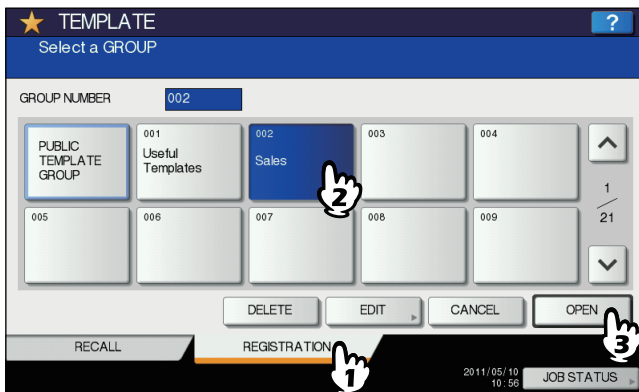 TEMPLATE
?
Select a GROUP
GROUP NUMBER 002
PUBLIC
TEMPLATE
GROUP
001
Useful
Templates
002
Sales
003
004
1
21
005
006
007
008
009
DELETE
EDIT
CANCEL
OPEN
RECALL
REGISTRATION
2011/05/10
10:56
JOB STATUS
1
2
3